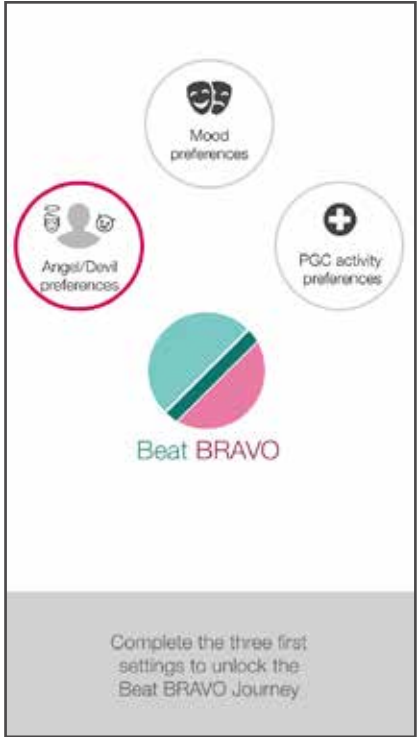 Mood
preferences
Angel/Devil
preferences
PGC activity
preferences
Beat BRAVO
Complete the three first
settings to unlock the
Beat BRAVO Journey